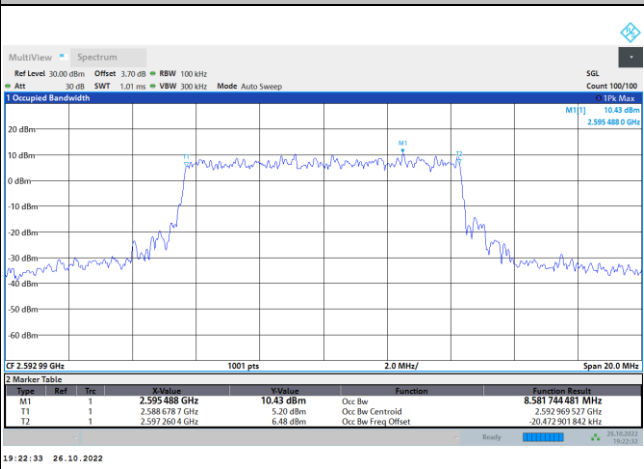 MultiView Spectrum
Ref Level 30.00 dBm Offset 3.70 dB RBW 100 kHz SGL
Att 30 dB SWT 1.01 ms VBW 300 kHz Mode Auto Sweep Count 100/100
1 Occupied Bandwidth 1Pk Max
M1[1] 10.43 dBm
2.595 488 0 GHz
20 dBm
M1
10 dBm
T1
T2
0 dBm
-10 dBm
-20 dBm
-30 dBm
-40 dBm
-50 dBm
-60 dBm
CF 2.592 99 GHz 1001 pts 2.0 MHz/ Span 20.0 MHz
2 Marker Table
Type Ref Trc X-Value Y-Value Function Function Result
M1 1 2.595 488 GHz 10.43 dBm Occ Bw 8.581 744 481 MHz
T1 1 2.588 678 7 GHz 5.20 dBm Occ Bw Centroid 2.592 969 527 GHz
T2 1 2.597 260 4 GHz 6.48 dBm Occ Bw Freq Offset -20.472 901 842 kHz
Ready 26.10.2022
19:22:32
19:22:33 26.10.2022